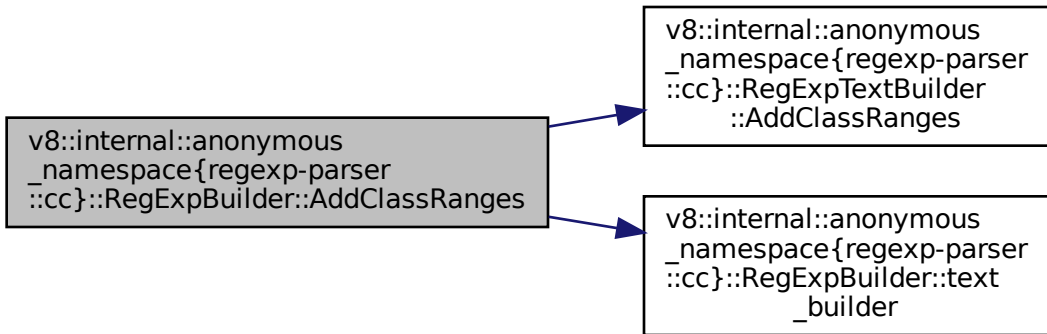 v8::internal::anonymous
_namespace{regexp-parser
::cc}::RegExpBuilder::AddClassRanges
v8::internal::anonymous
_namespace{regexp-parser
::cc}::RegExpTextBuilder
::AddClassRanges
v8::internal::anonymous
_namespace{regexp-parser
::cc}::RegExpBuilder::text
_builder